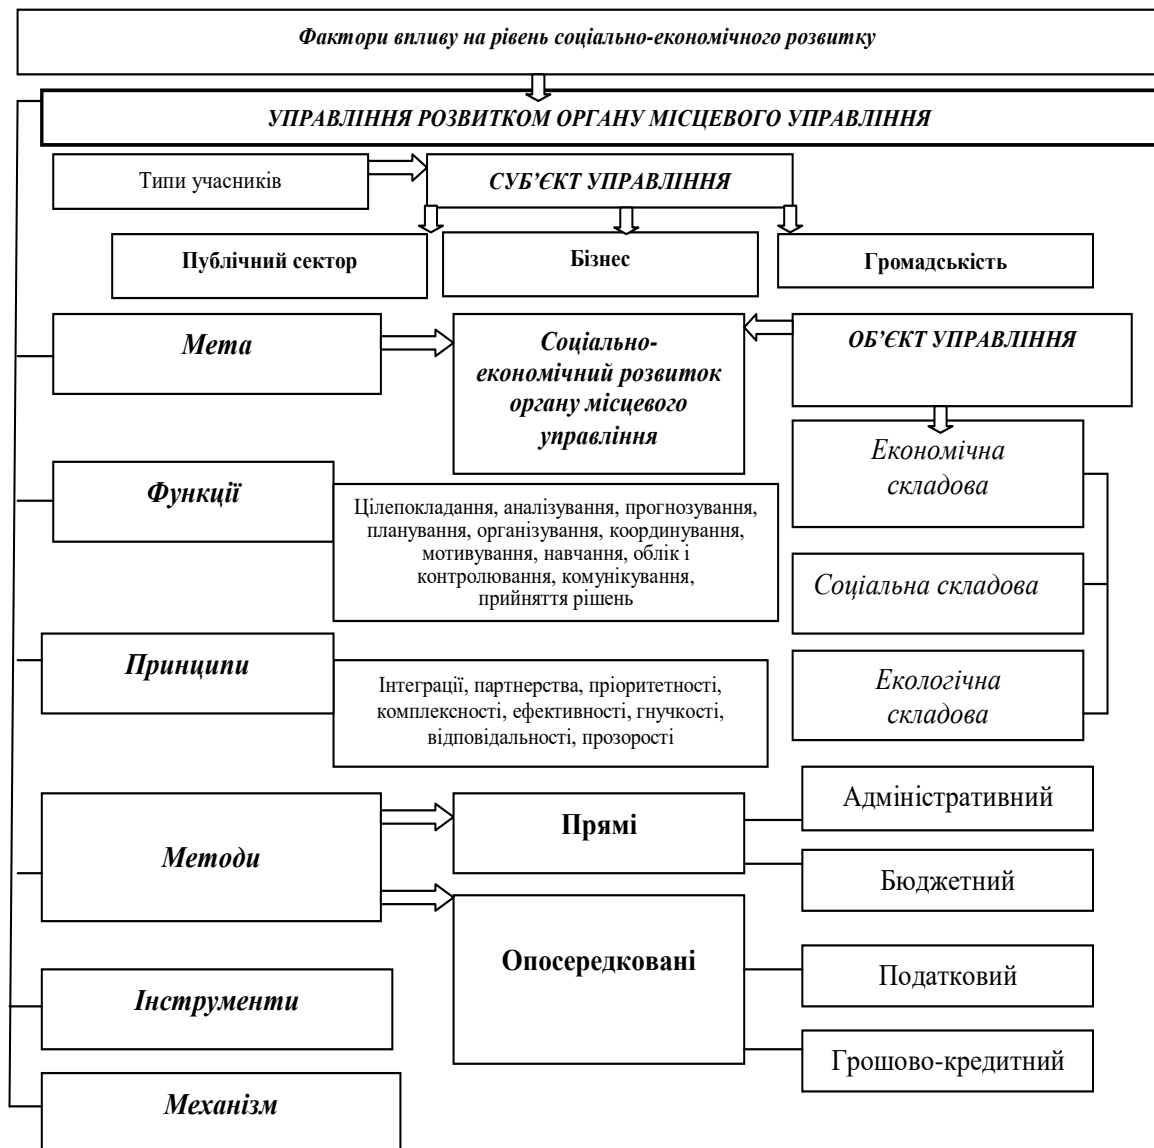 Фактори впливу на рівень соціально-економічного розвитку
УПРАВЛІННЯ РОЗВИТКОМ ОРГАНУ МІСЦЕВОГО УПРАВЛІННЯ
Типи учасників
СУБ’ЄКТ УПРАВЛІННЯ
Публічний сектор
Бізнес
Громадськість
Мета
Соціально-
економічний розвиток
органу місцевого
управління
ОБ’ЄКТ УПРАВЛІННЯ
Економічна
складова
Функції
Цілепокладання, аналізування, прогнозування,
планування, організування, координування,
мотивування, навчання, облік і
контролювання, комунікування,
прийняття рішень
Соціальна складова
Принципи
Інтеграції, партнерства, пріоритетності,
комплексності, ефективності, гнучкості,
відповідальності, прозорості
Екологічна
складова
Методи
Прямі
Адміністративний
Бюджетний
Опосередковані
Податковий
Грошово-кредитний
Інструменти
Механізм